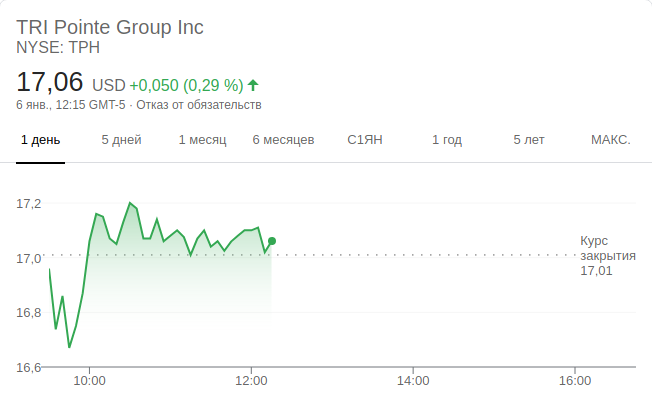 TRI Pointe Group Inc
NYSE: TPH
17,06 USD +0,050 (0,29 %)
6 янв., 12:15 GMT-5 · Отказ от обязательств
1 день 5 дней 1 месяц 6 месяцев С1ЯН 1 год 5 лет МАКС.
17,2
17,0
16,8
16,6
Курс
закрытия
17,01
10:00 12:00 14:00 16:00